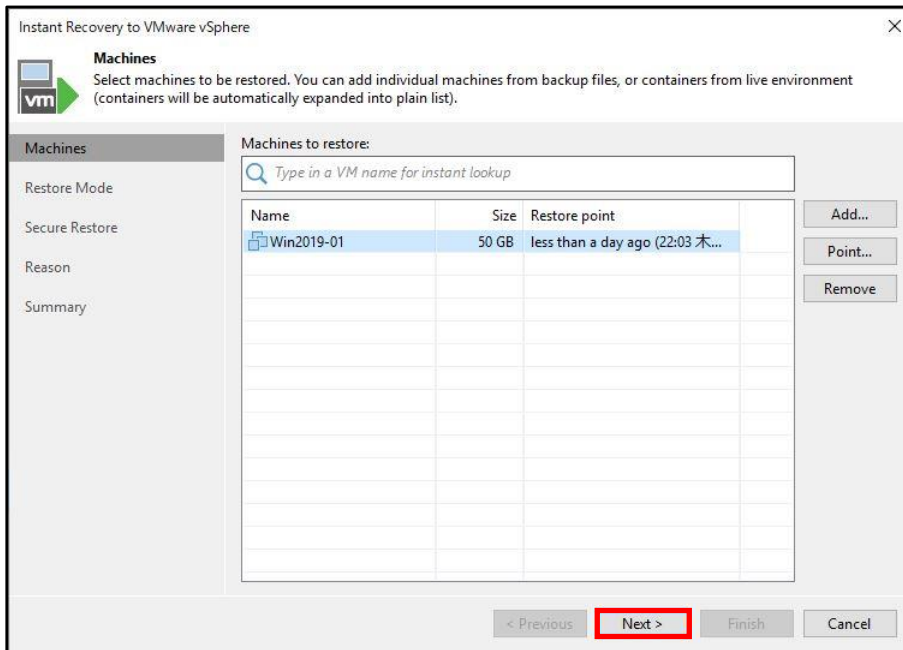 Instant Recovery to VMware vSphere
Machines
Select machines to be restored. You can add individual machines from backup files, or containers from live environment
(containers will be automatically expanded into plain list).
vm
Machines
Restore Mode
Secure Restore
Reason
Summary
Machines to restore:
Type in a VM name for instant lookup
Name Size Restore point
Win2019-01 50 GB less than a day ago (22:03 木...
Add...
Point...
Remove
< Previous Next > Finish Cancel